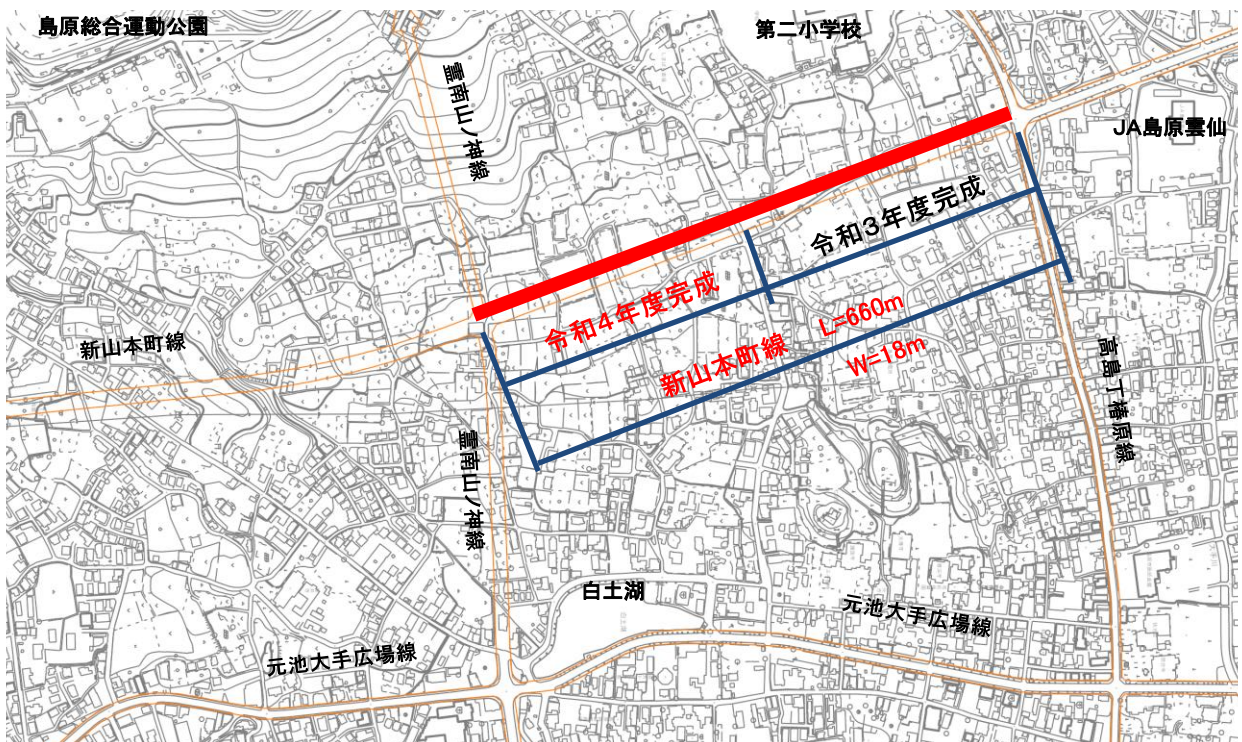 島原総合運動公園
第二小学校
霊南山ノ神線
JA島原雲仙
令和3年度完成
令和4年度完成
新山本町線
L=660m
W=18m
新山本町線
高島丁椿原線
霊南山ノ神線
白土湖
元池大手広場線
元池大手広場線